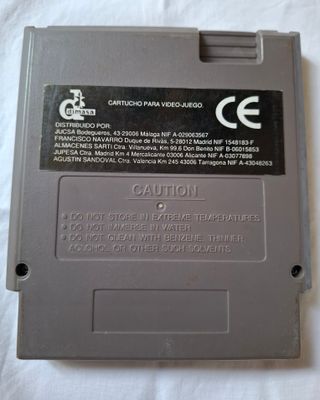 dimasa
CARTUCHO PARA VIDEO-JUEGO.
CE
DISTRIBUIDO POR:
JUCSA Bodegueros, 43-29006 Málaga NIF A-029063567
FRANCISCO NAVARRO Duque de Rivas, 5-28012 Madrid NIF 1548183-F
ALMACENES SARTI Ctra. Villanueva, Km 99,6 Don Benito NIF B-06015853
JUPESA Ctra. Madrid Km 4 Mercalicante 03006 Alicante NIF A-03077898
AGUSTIN SANDOVAL Ctra. Valencia Km 245 43006 Tarragona NIF A-43048263
CAUTION
• DO NOT STORE IN EXTREME TEMPERATURES
• DO NOT IMMERSE IN WATER
• DO NOT CLEAN WITH BENZENE, THINNER
ALCOHOL OR OTHER SUCH SOLVENTS